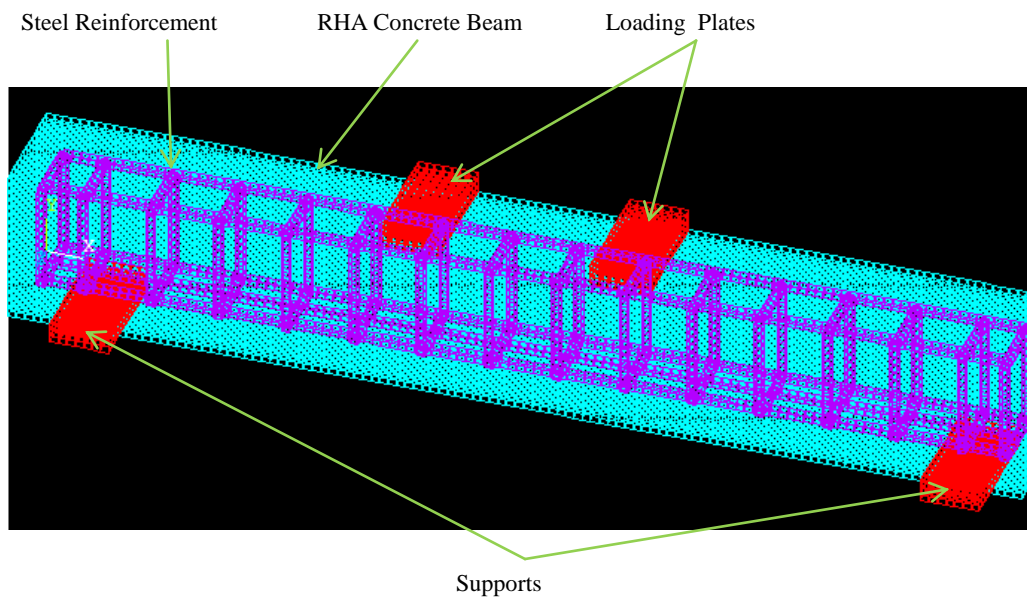 Steel Reinforcement
RHA Concrete Beam
Loading Plates
X
Supports